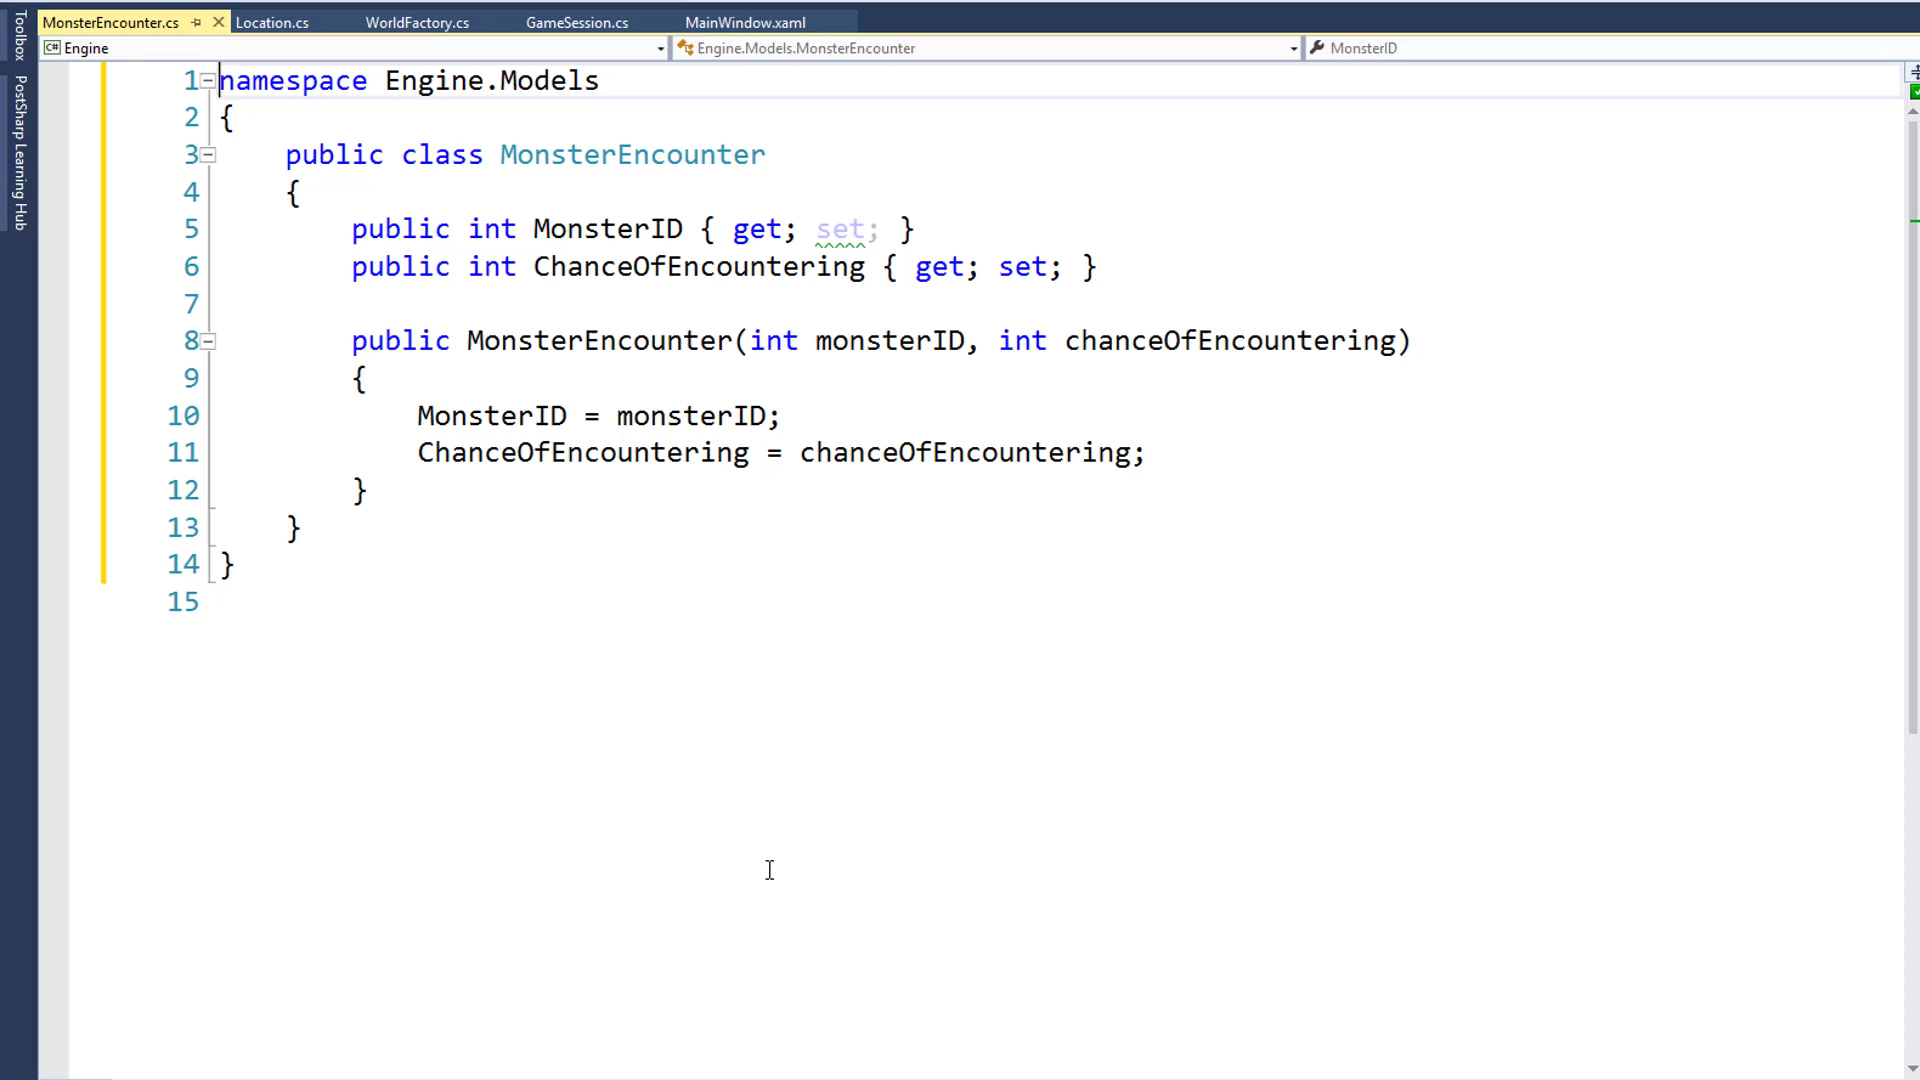 MonsterEncounter.cs
Location.cs
WorldFactory.cs
GameSession.cs
MainWindow.xaml
Toolbox
PostSharp Learning Hub
C# Engine
Engine.Models.MonsterEncounter
MonsterID
1 namespace Engine.Models
2 {
3 public class MonsterEncounter
4 {
5 public int MonsterID { get; set; }
6 public int ChanceOfEncountering { get; set; }
7
8 public MonsterEncounter(int monsterID, int chanceOfEncountering)
9 {
10 MonsterID = monsterID;
11 ChanceOfEncountering = chanceOfEncountering;
12 }
13 }
14 }
15